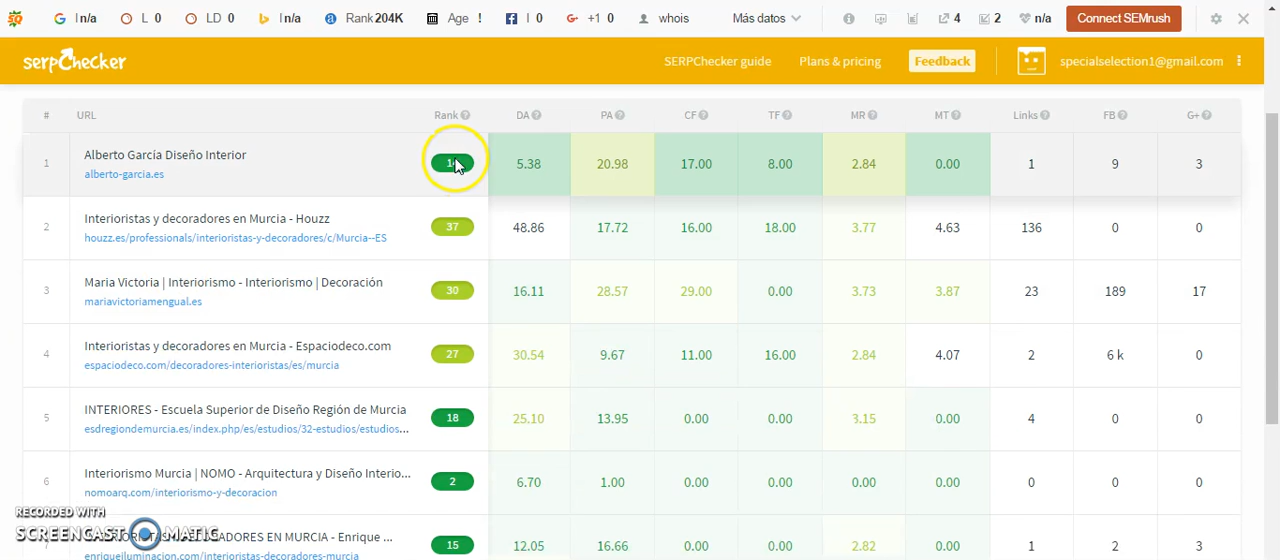 SQ I n/a L 0 LD 0 I n/a Rank 204K Age ! I 0 +1 0 whois Más datos 4 2 n/a Connect SEMrush
serpChecker SERPChecker guide Plans & pricing Feedback specialselection1@gmail.com
# URL Rank DA PA CF TF MR MT Links FB G+
1 Alberto García Diseño Interior 5.38 20.98 17.00 8.00 2.84 0.00 1 9 3
alberto-garcia.es
2 Interioristas y decoradores en Murcia - Houzz 37 48.86 17.72 16.00 18.00 3.77 4.63 136 0 0
houzz.es/professionals/interioristas-y-decoradores/c/Murcia--ES
3 Maria Victoria | Interiorismo - Interiorismo | Decoración 30 16.11 28.57 29.00 0.00 3.73 3.87 23 189 17
mariavictoriamengual.es
4 Interioristas y decoradores en Murcia - Espaciodeco.com 27 30.54 9.67 11.00 16.00 2.84 4.07 2 6 k 0
espaciodeco.com/decoradores-interioristas/es/murcia
5 INTERIORES - Escuela Superior de Diseño Región de Murcia 18 25.10 13.95 0.00 0.00 3.15 0.00 4 0 0
esdregiondemurcia.es/index.php/es/estudios/32-estudios/estudios...
6 Interiorismo Murcia | NOMO - Arquitectura y Diseño Interio... 2 6.70 1.00 0.00 0.00 0.00 0.00 0 0 0
nomoarq.com/interiorismo-y-decoracion
RECORDED WITH
SCREENCAST MATIC
DECORADORES EN MURCIA - Enrique ... 15 12.05 16.66 0.00 0.00 2.82 0.00 1 2 3
enriqueiluminacion.com/interioristas-decoradores-murcia